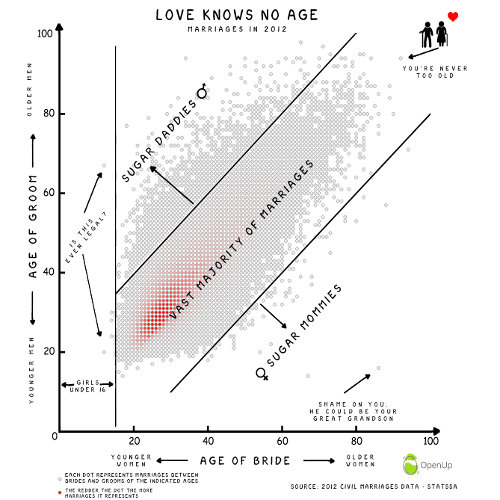 LOVE KNOWS NO AGE
MARRIAGES IN 2012
100
80
60
40
20
0
20
40
60
80
100
OLDER MEN
AGE OF GROOM
YOUNGER MEN
YOU'RE NEVER
TOO OLD
SUGAR DADDIES
VAST MAJORITY OF MARRIAGES
SUGAR MOMMIES
IS THIS
EVEN LEGAL?
GIRLS
UNDER 16
SHAME ON YOU.
HE COULD BE YOUR
GREAT GRANDSON
YOUNGER
WOMEN
AGE OF BRIDE
OLDER
WOMEN
OpenUp
EACH DOT REPRESENTS MARRIAGES BETWEEN
BRIDES AND GROOMS OF THE INDICATED AGES
THE REDDER THE DOT THE MORE
MARRIAGES IT REPRESENTS
SOURCE: 2012 CIVIL MARRIAGES DATA - STATSSA